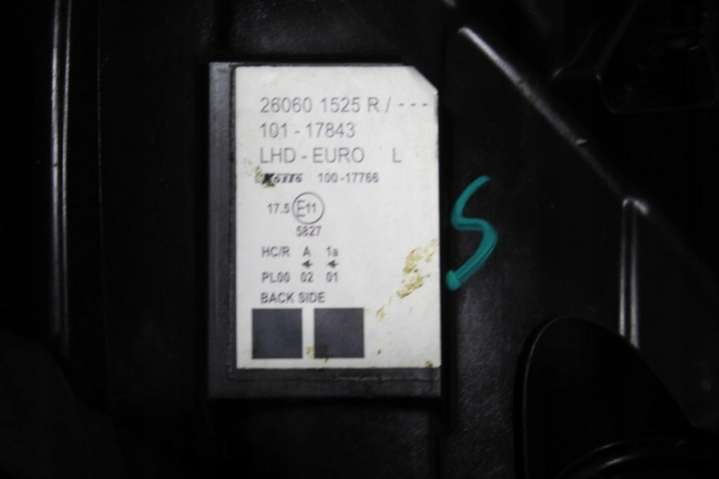 26060 1525 R / - - -
101 - 17843
LHD - EURO L
Koito 100-17766
17.5 E11
5827
HC/R A 1a
PL00 02 01
BACK SIDE
S